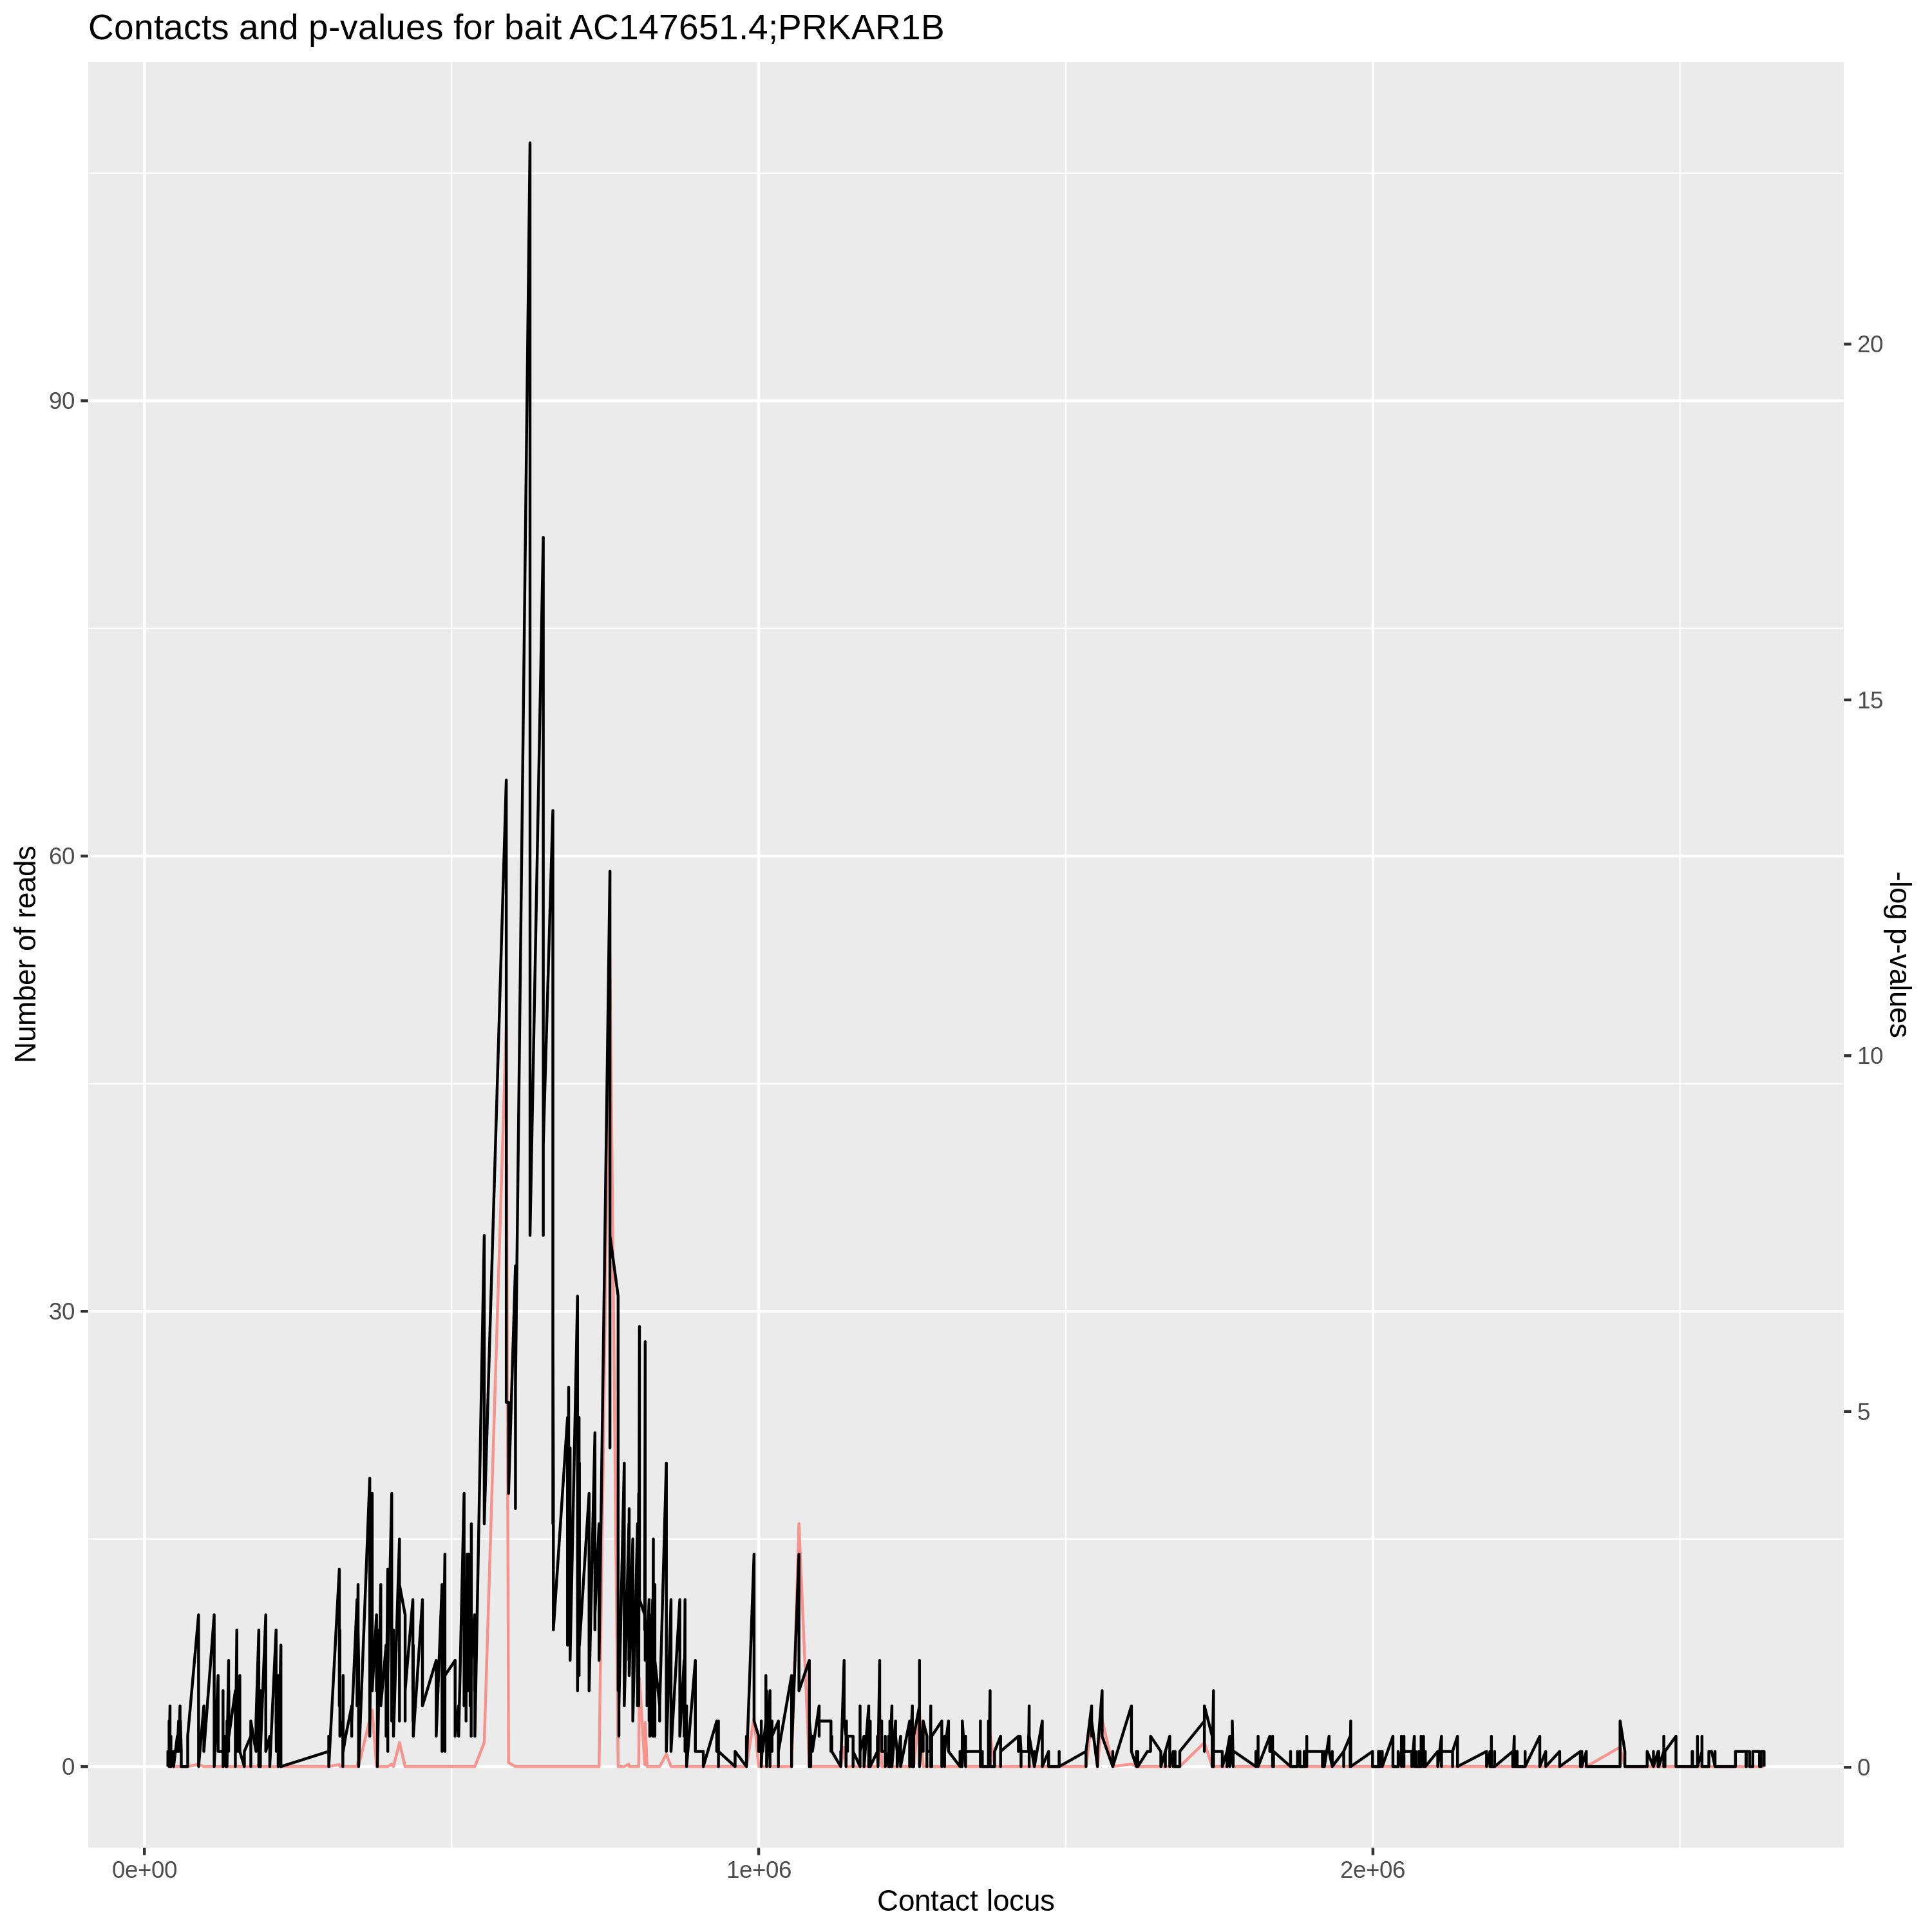 Contacts and p-values for bait AC147651.4;PRKAR1B
90
60
30
0
Number of reads
20
15
10
5
0
-log p-values
0e+00 1e+06 2e+06
Contact locus